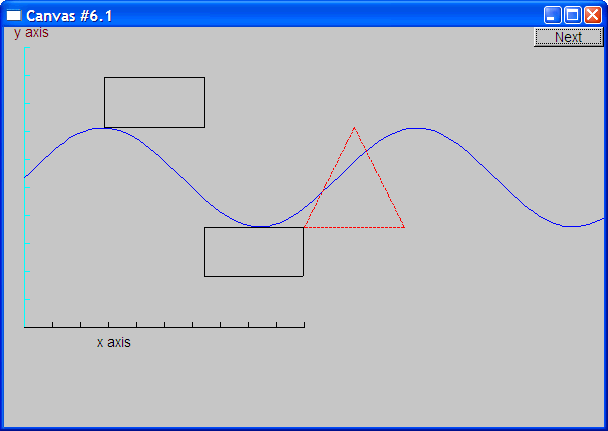 Canvas #6.1
y axis
Next
x axis